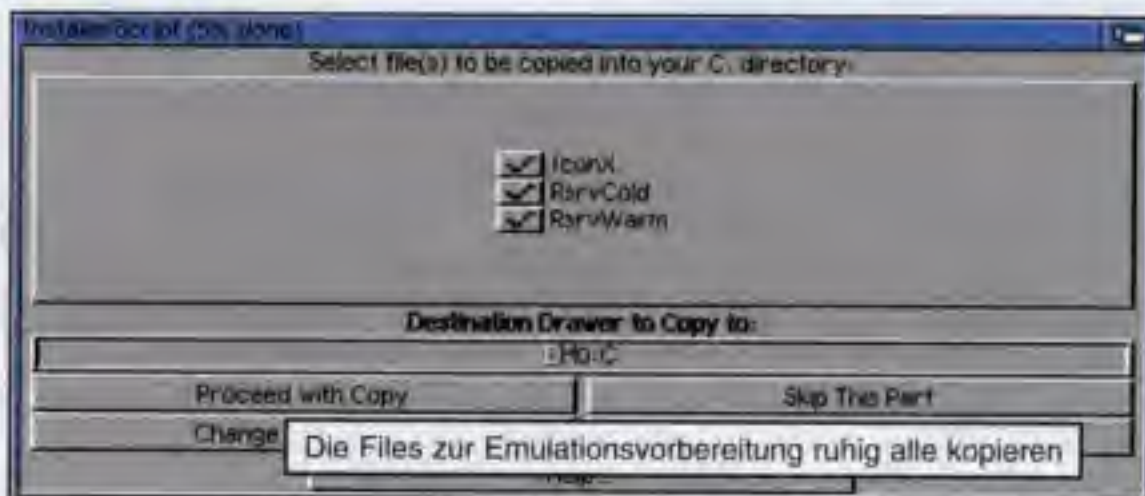 InstallerScript (5% done)
Select file(s) to be copied into your C: directory:
IconX
RsrvCold
RsrvWarm
Destination Drawer to Copy to:
Proceed with Copy
Skip This Part
Change
Die Files zur Emulationsvorbereitung ruhig alle kopieren